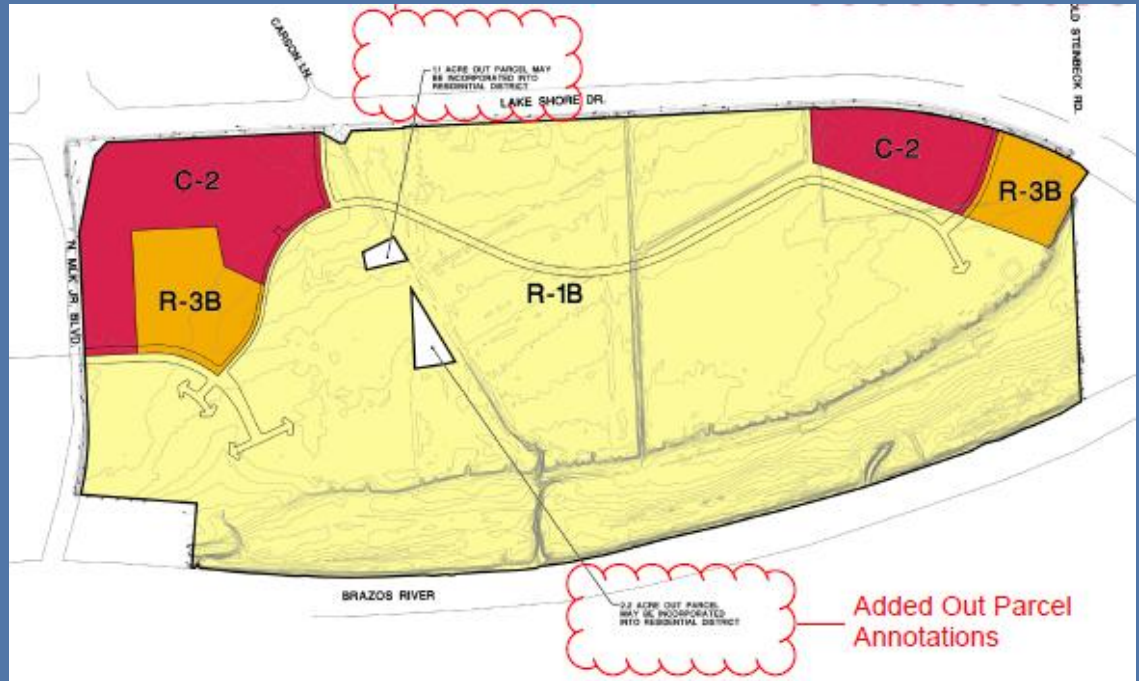 CARSON LN.
1.1 ACRE OUT PARCEL MAY
BE INCORPORATED INTO
RESIDENTIAL DISTRICT
LAKE SHORE DR.
OLD STEINBECK RD.
C-2
C-2
R-3B
N. MLK JR. BLVD.
R-3B
R-1B
BRAZOS RIVER
2.2 ACRE OUT PARCEL
MAY BE INCORPORATED
INTO RESIDENTIAL DISTRICT
Added Out Parcel
Annotations